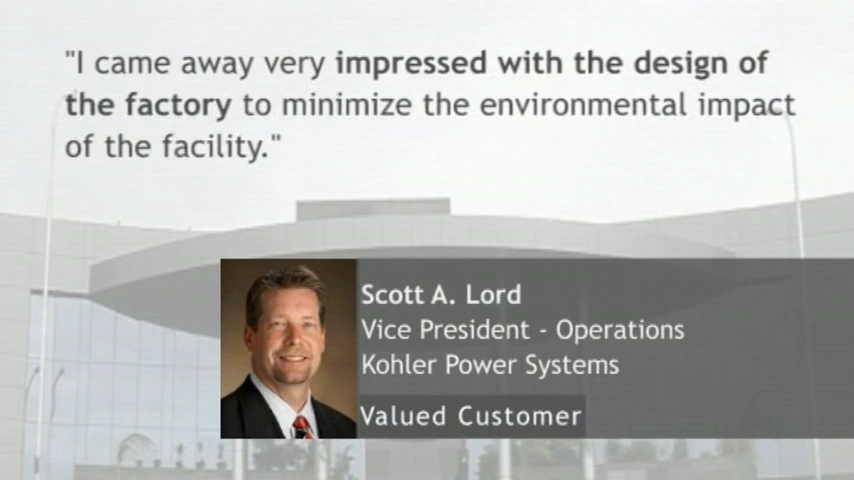 "I came away very impressed with the design of
the factory to minimize the environmental impact
of the facility."
Scott A. Lord
Vice President - Operations
Kohler Power Systems
Valued Customer